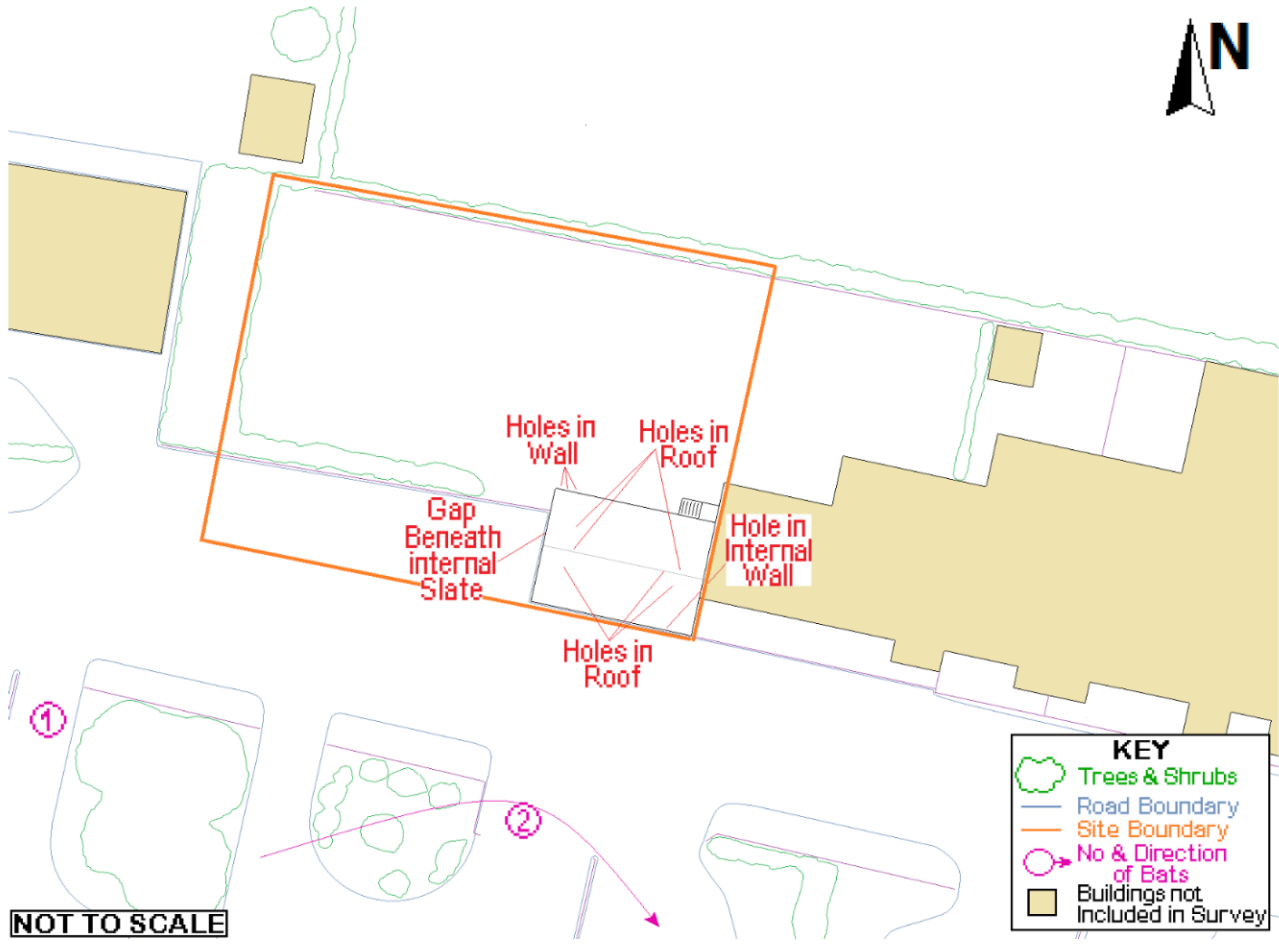 N
Holes in
Wall
Holes in
Roof
Gap
Beneath
internal
Slate
Hole in
Internal
Wall
Holes in
Roof
1
2
KEY
Trees & Shrubs
Road Boundary
Site Boundary
No & Direction
of Bats
Buildings not
Included in Survey
NOT TO SCALE